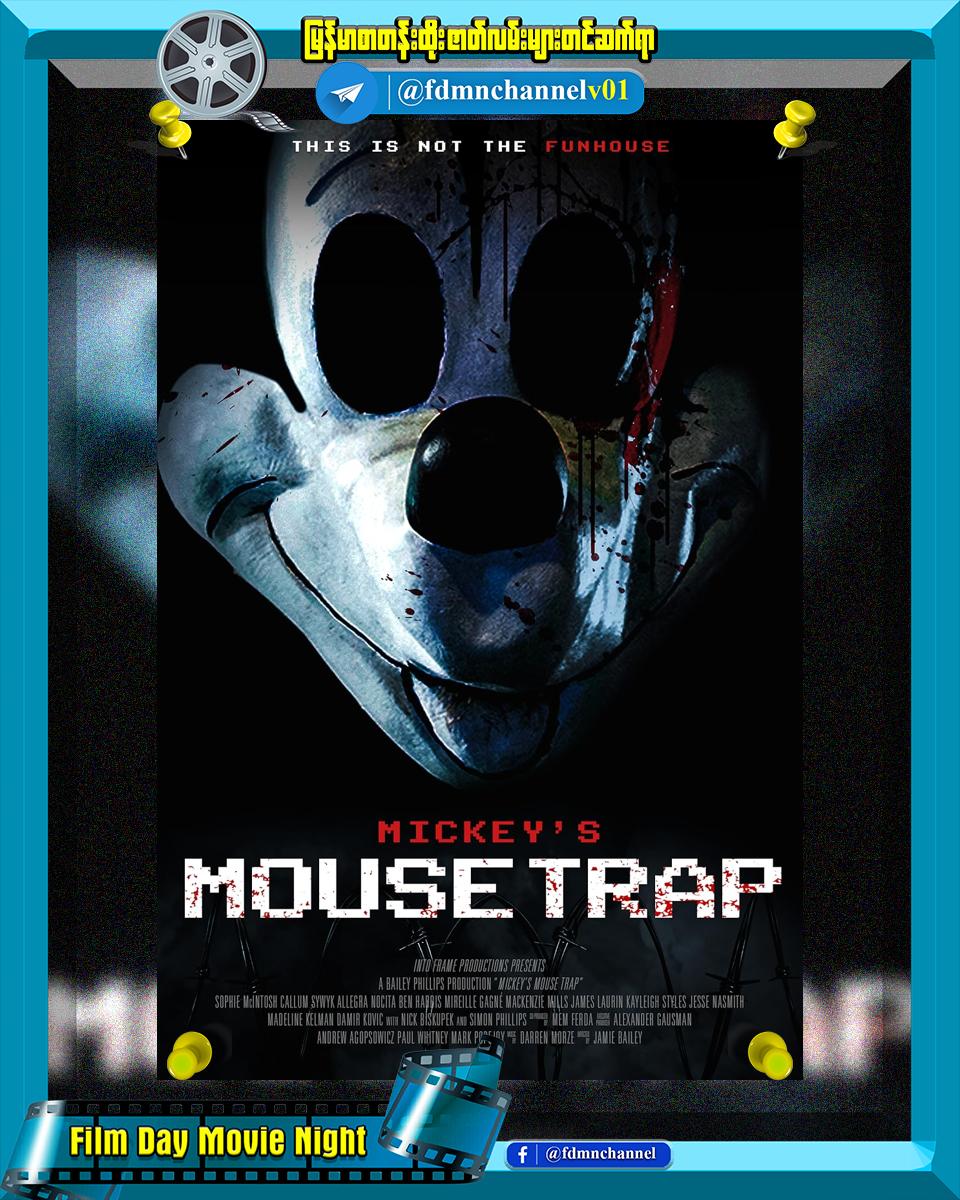 မြန်မာစာတန်းထိုးဇာတ်လမ်းများတင်ဆက်ရာ
@fdmnchannelv01
THIS IS NOT THE FUNHOUSE
MICKEY'S
MOUSE TRAP
INTO FRAME PRODUCTIONS PRESENTS
A BAILEY PHILLIPS PRODUCTION "MICKEY'S MOUSE TRAP"
SOPHIE McINTOSH CALLUM SYWYK ALLEGRA NOCITA BEN HARRIS MIREILLE GAGNÉ MACKENZIE MILLS JAMES LAURIN KAYLEIGH STYLES JESSE NASMITH
MADELINE KELMAN DAMIR KOVIC WITH NICK BISKUPEK AND SIMON PHILLIPS MEM FERDA ALEXANDER GAUSMAN
ANDREW AGOPSOWICZ PAUL WHITNEY MARK DARREN MORZE JAMIE BAILEY
Film Day Movie Night
f @fdmnchannel